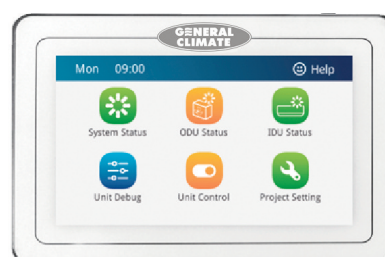 GENERAL
CLIMATE
Mon 09:00 Help
System Status ODU Status IDU Status
Unit Debug Unit Control Project Setting